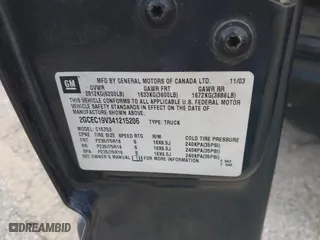 GM
MFD BY GENERAL MOTORS OF CANADA LTD. 11/03
GVWR GAWR FRT GAWR RR
2812KG(6200LB) 1633KG(3600LB) 1672KG(3686LB)
THIS VEHICLE CONFORMS TO ALL APPLICABLE U.S. FEDERAL
MOTOR VEHICLE SAFETY STANDARDS IN EFFECT ON THE DATE OF
MANUFACTURE SHOWN ABOVE.
2GCEC19V341215206 TYPE: TRUCK
MODEL: C15753
TIRE SIZE SPEED RTG RIM COLD TIRE PRESSURE
FRT P235/75R16 S 16X6.5J 240KPA(35PSI)
RR P235/75R16 S 16X6.5J 240KPA(35PSI)
SPA P235/75R16 S 16X6.5J 240KPA(35PSI)
DREAMBID